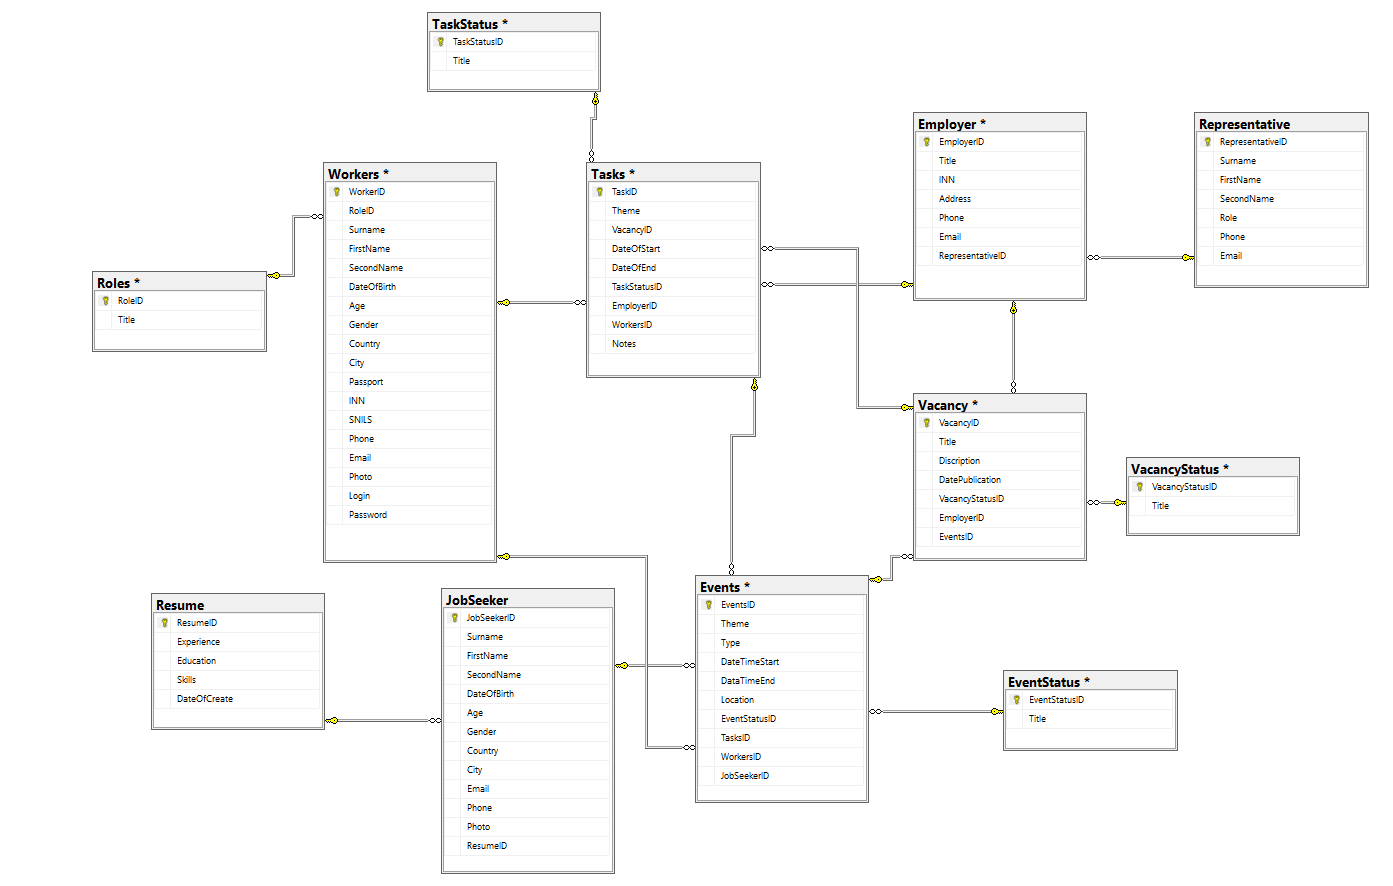 TaskStatus *
TaskStatusID
Title
Employer *
EmployerID
Title
INN
Address
Phone
Email
RepresentativeID
Representative
RepresentativeID
Surname
FirstName
SecondName
Role
Phone
Email
Workers *
WorkerID
RoleID
Surname
FirstName
SecondName
DateOfBirth
Age
Gender
Country
City
Passport
INN
SNILS
Phone
Email
Photo
Login
Password
Tasks *
TaskID
Theme
VacancyID
DateOfStart
DateOfEnd
TaskStatusID
EmployerID
WorkersID
Notes
Roles *
RoleID
Title
Vacancy *
VacancyID
Title
Discription
DatePublication
VacancyStatusID
EmployerID
EventsID
VacancyStatus *
VacancyStatusID
Title
Resume
ResumeID
Experience
Education
Skills
DateOfCreate
JobSeeker
JobSeekerID
Surname
FirstName
SecondName
DateOfBirth
Age
Gender
Country
City
Email
Phone
Photo
ResumeID
Events *
EventsID
Theme
Type
DateTimeStart
DataTimeEnd
Location
EventStatusID
TasksID
WorkersID
JobSeekerID
EventStatus *
EventStatusID
Title